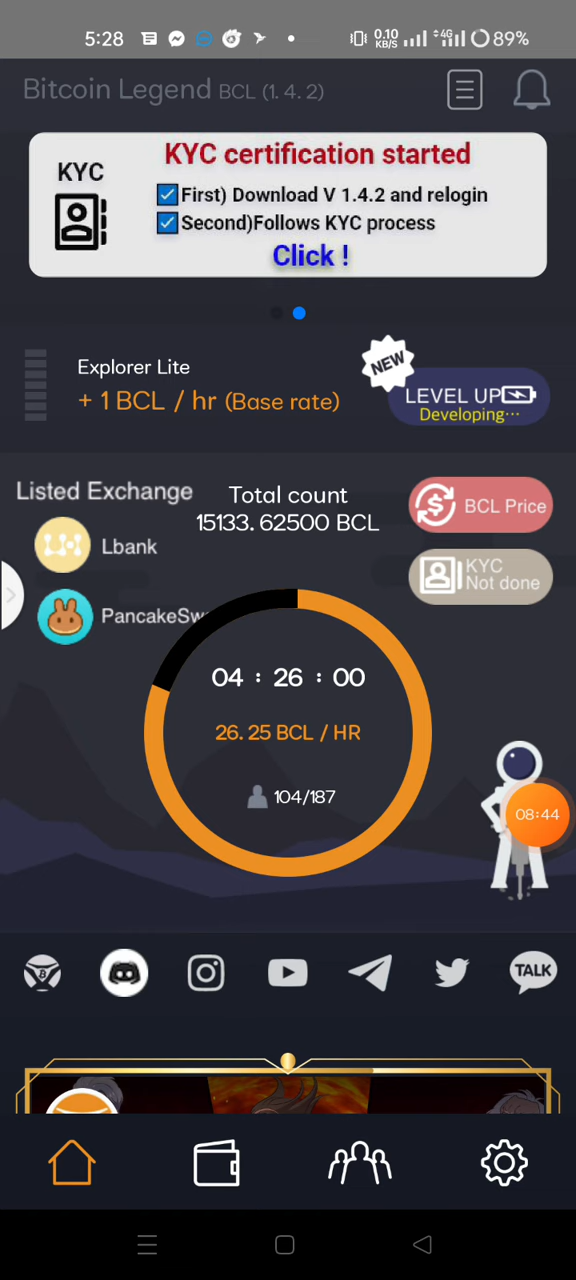 5:28
0.10 KB/S
4G
89%
Bitcoin Legend BCL (1. 4. 2)
KYC certification started
KYC
First) Download V 1.4.2 and relogin
Second)Follows KYC process
Click !
Explorer Lite
NEW
+ 1 BCL / hr (Base rate)
LEVEL UP
Developing···
Listed Exchange
Total count
15133. 62500 BCL
BCL Price
Lbank
KYC
Not done
PancakeSw
04 : 26 : 00
26. 25 BCL / HR
104/187
08:44
TALK